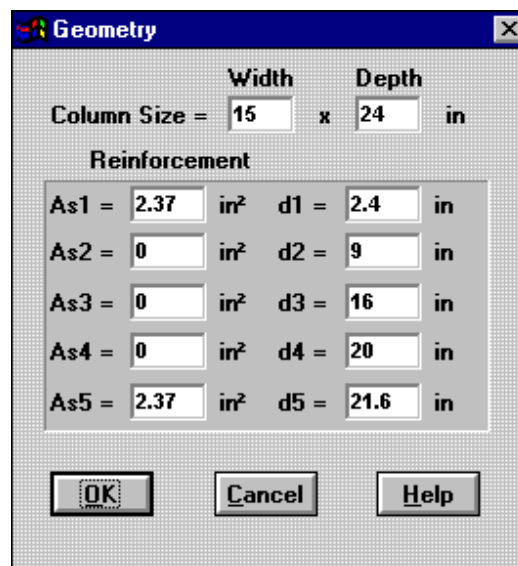 Geometry
Width Depth
Column Size = 15 x 24 in
Reinforcement
As1 = 2.37 in² d1 = 2.4 in
As2 = 0 in² d2 = 9 in
As3 = 0 in² d3 = 16 in
As4 = 0 in² d4 = 20 in
As5 = 2.37 in² d5 = 21.6 in
OK Cancel Help